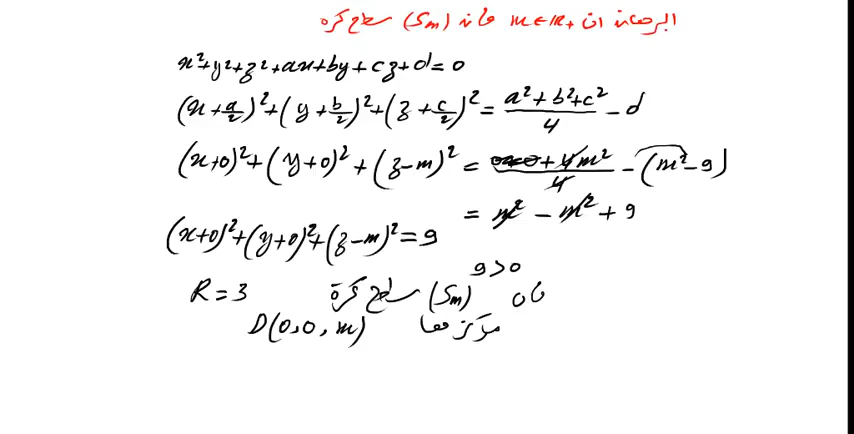 البرهان ان m∈ℝ+ فانه (Sm) سطح كرة
x²+y²+z²+ax+by+cz+d=0
(x+a/2)²+(y+b/2)²+(z+c/2)²=(a²+b²+c²)/4−d
(x+0)²+(y+0)²+(z−m)²=(0+0+4m²)/4−(m²−9)
=m²−m²+9
(x+0)²+(y+0)²+(z−m)²=9
9>0
فان (Sm) سطح كرة R=3
مركزها D(0,0,m)